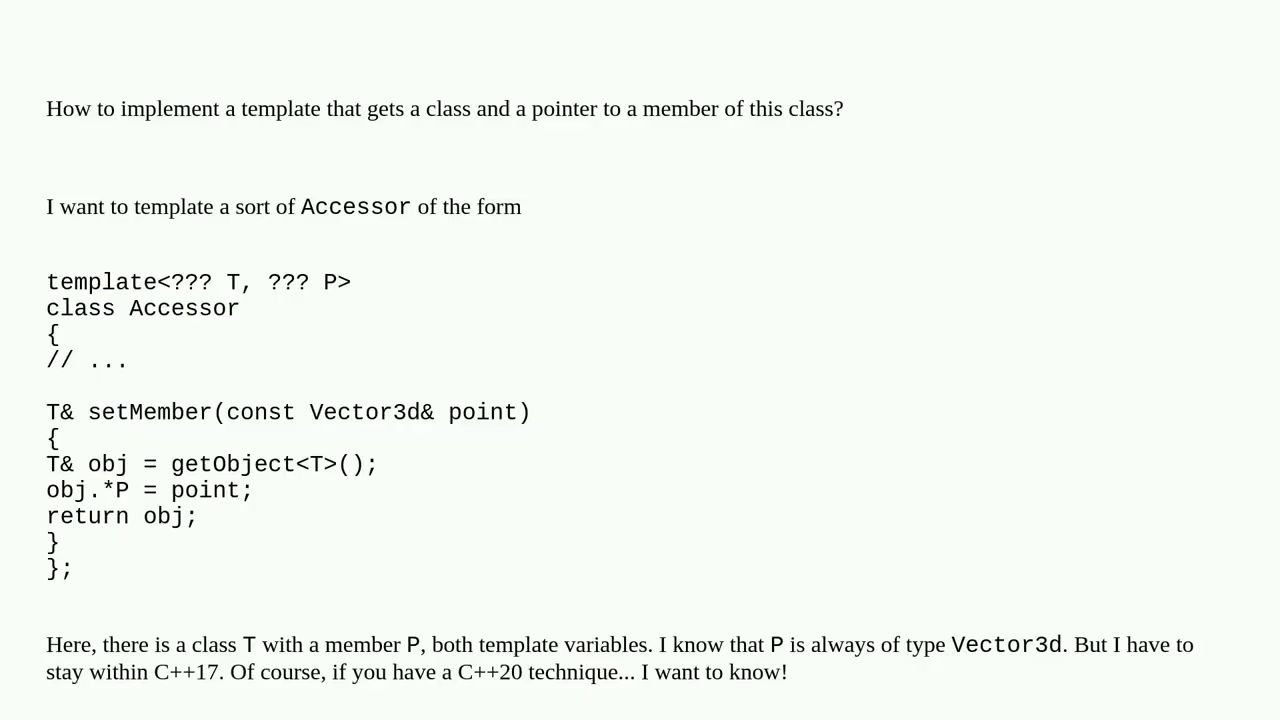 How to implement a template that gets a class and a pointer to a member of this class?
I want to template a sort of Accessor of the form
template<??? T, ??? P>
class Accessor
{
// ...
T& setMember(const Vector3d& point)
{
T& obj = getObject<T>();
obj.*P = point;
return obj;
}
};
Here, there is a class T with a member P, both template variables. I know that P is always of type Vector3d. But I have to
stay within C++17. Of course, if you have a C++20 technique... I want to know!